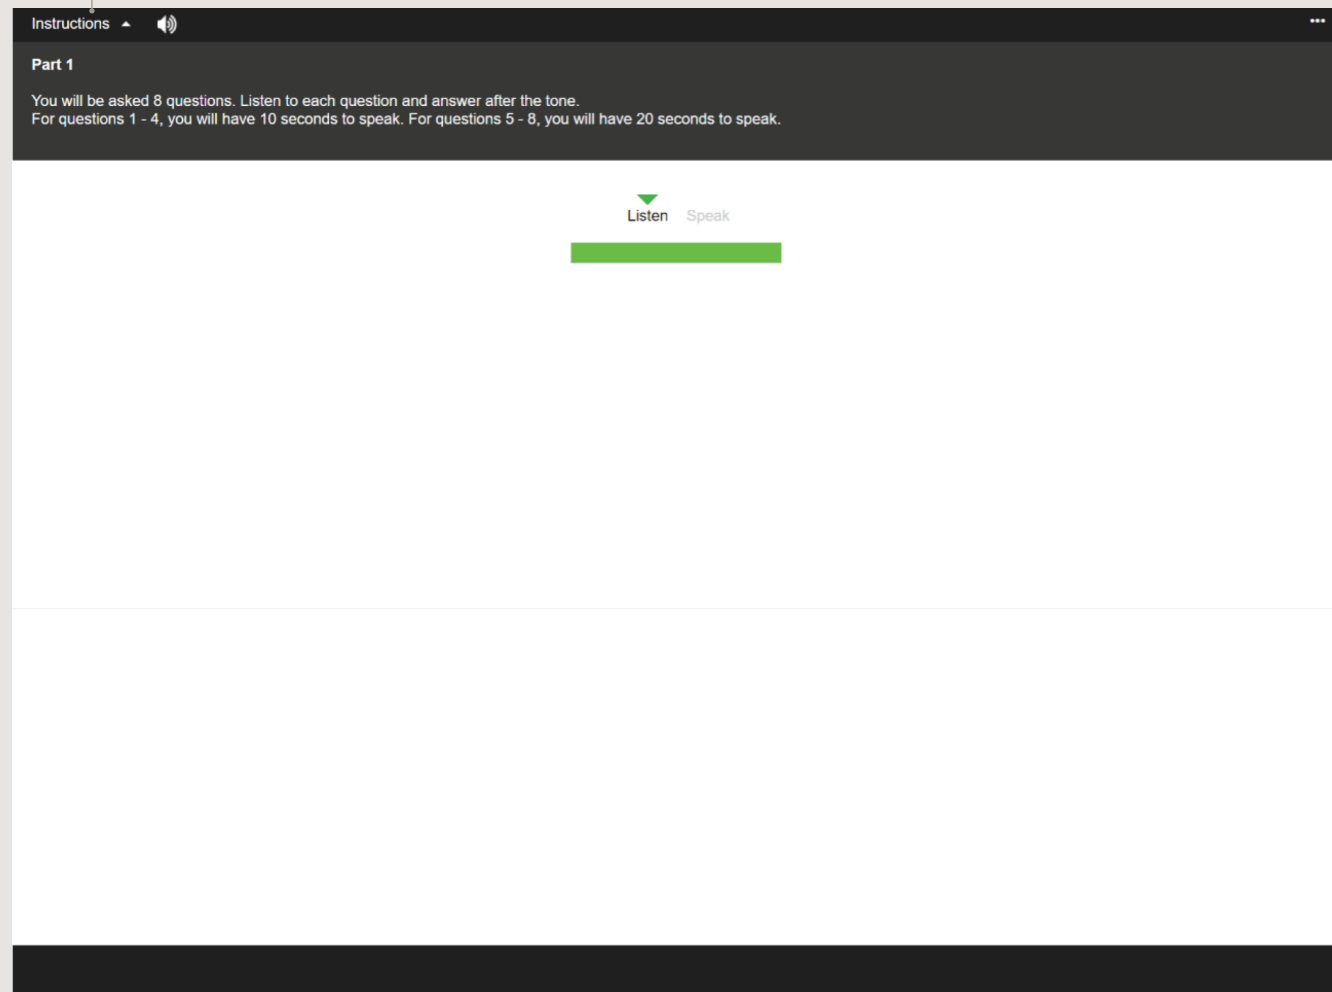 Instructions
Part 1
You will be asked 8 questions. Listen to each question and answer after the tone.
For questions 1 - 4, you will have 10 seconds to speak. For questions 5 - 8, you will have 20 seconds to speak.
Listen Speak